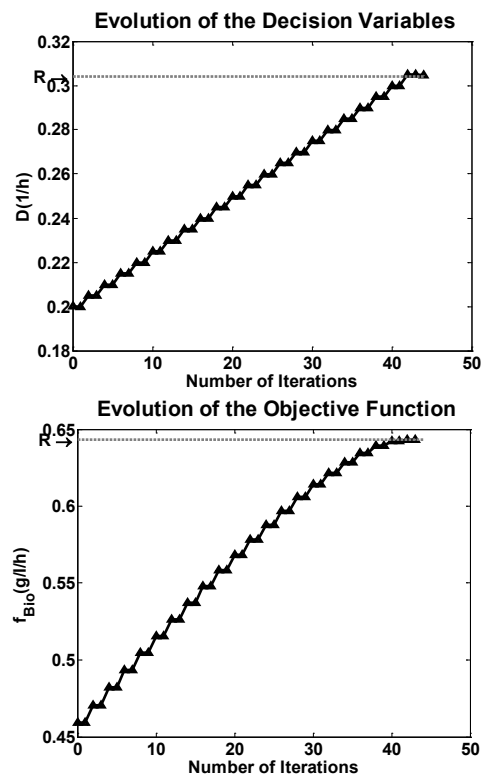 Evolution of the Decision Variables
0.32
R →
0.3
0.28
0.26
D(1/h)
0.24
0.22
0.2
0.18
0 10 20 30 40 50
Number of Iterations
Evolution of the Objective Function
0.65
R →
0.6
0.55
f_Bio(g/l/h)
0.5
0.45
0 10 20 30 40 50
Number of Iterations